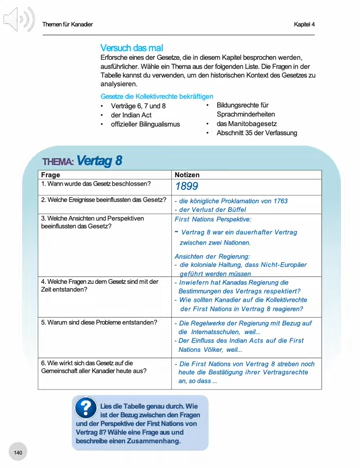 Themen für Kanadier
Kapitel 4
Versuch das mal
Erforsche eines der Gesetze, die in diesem Kapitel besprochen werden,
ausführlicher. Wähle ein Thema aus der folgenden Liste. Die Fragen in der
Tabelle kannst du verwenden, um den historischen Kontext des Gesetzes zu
analysieren.
Gesetze die Kollektivrechte bekräftigen
• Verträge 6, 7 und 8
• der Indian Act
• offizieller Bilingualismus
• Bildungsrechte für
Sprachminderheiten
• das Manitobagesetz
• Abschnitt 35 der Verfassung
THEMA: Vertag 8
Frage
Notizen
1. Wann wurde das Gesetz beschlossen?
1899
2. Welche Ereignisse beeinflussten das Gesetz?
- die königliche Proklamation von 1763
- der Verlust der Büffel
3. Welche Ansichten und Perspektiven
beeinflussten das Gesetz?
First Nations Perspektive:
- Vertrag 8 war ein dauerhafter Vertrag
zwischen zwei Nationen.
Ansichten der Regierung:
- die koloniale Haltung, dass Nicht-Europäer
geführt werden müssen
4. Welche Fragen zu dem Gesetz sind mit der
Zeit entstanden?
- Inwiefern hat Kanadas Regierung die
Bestimmungen des Vertrags respektiert?
- Wie sollten Kanadier auf die Kollektivrechte
der First Nations in Vertrag 8 reagieren?
5. Warum sind diese Probleme entstanden?
- Die Regelwerke der Regierung mit Bezug auf
die Internatsschulen, weil...
- Der Einfluss des Indian Acts auf die First
Nations Völker, weil...
6. Wie wirkt sich das Gesetz auf die
Gemeinschaft aller Kanadier heute aus?
- Die First Nations von Vertrag 8 streben noch
heute die Bestätigung ihrer Vertragsrechte
an, so dass ...
?
Lies die Tabelle genau durch. Wie
ist der Bezug zwischen den Fragen
und der Perspektive der First Nations von
Vertrag 8? Wähle eine Frage aus und
beschreibe einen Zusammenhang.
140